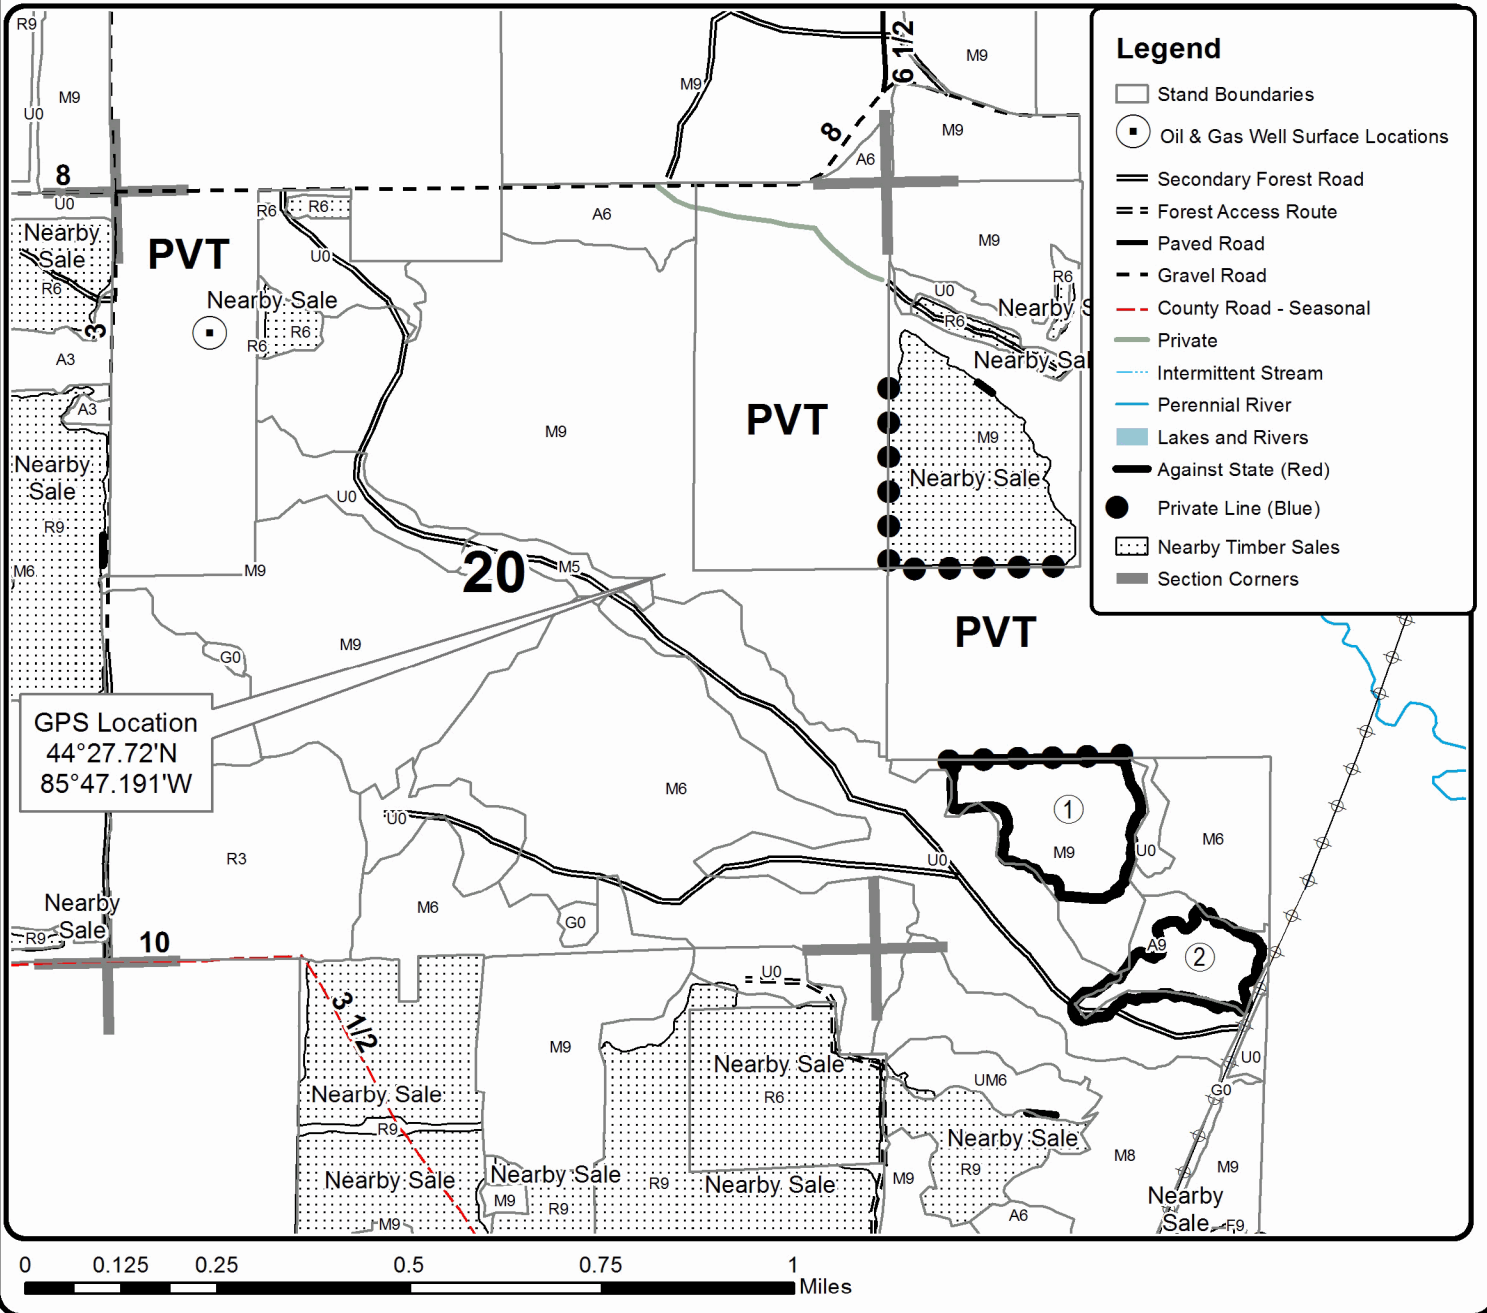 R9
M9
U0
8
U0
Nearby
Sale
R6
3
A3
A3
Nearby
Sale
R9
M6
PVT
Nearby Sale
R6
R6
U0
R6
R6
M9
8
6 1/2
M9
M9
A6
A6
M9
U0
R6
R6
Nearby S
Nearby Sal
M9
Nearby Sale
PVT
M9
U0
20
M5
M9
PVT
G0
M9
GPS Location
44°27.72'N
85°47.191'W
M6
U0
R3
M6
G0
U0
1
M9
U0
M6
A9
2
Nearby
Sale
R9
10
3 1/2
Nearby Sale
R9
Nearby Sale
M9
M9
Nearby Sale
M9
R9
U0
Nearby Sale
R6
R9
Nearby Sale
UM6
Nearby Sale
R9
M9
A6
M8
U0
G0
M9
Nearby
Sale
F9
Legend
Stand Boundaries
Oil & Gas Well Surface Locations
Secondary Forest Road
Forest Access Route
Paved Road
Gravel Road
County Road - Seasonal
Private
Intermittent Stream
Perennial River
Lakes and Rivers
Against State (Red)
Private Line (Blue)
Nearby Timber Sales
Section Corners
0 0.125 0.25 0.5 0.75 1
Miles